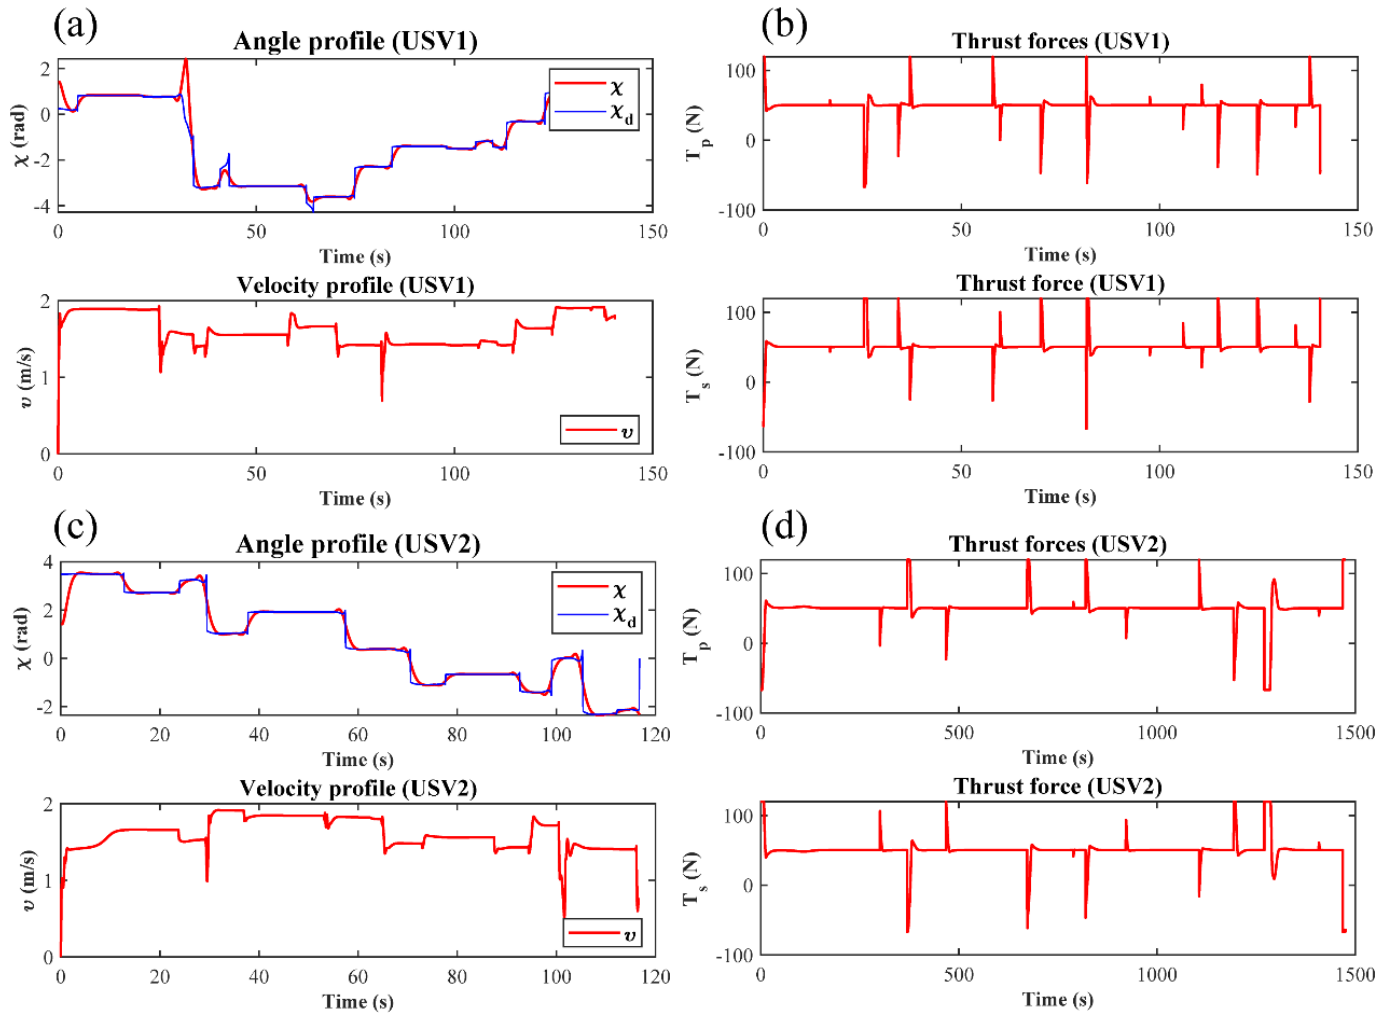 (a)
Angle profile (USV1)
2
0
-2
-4
χ (rad)
χ
χd
0
50
100
150
Time (s)
Velocity profile (USV1)
2
1
0
υ (m/s)
υ
0
50
100
150
Time (s)
(b)
Thrust forces (USV1)
100
0
-100
Tp (N)
0
50
100
150
Time (s)
Thrust force (USV1)
100
0
-100
Ts (N)
0
50
100
150
Time (s)
(c)
Angle profile (USV2)
4
2
0
-2
χ (rad)
χ
χd
0
20
40
60
80
100
120
Time (s)
Velocity profile (USV2)
2
1
0
υ (m/s)
υ
0
20
40
60
80
100
120
Time (s)
(d)
Thrust forces (USV2)
100
0
-100
Tp (N)
0
500
1000
1500
Time (s)
Thrust force (USV2)
100
0
-100
Ts (N)
0
500
1000
1500
Time (s)